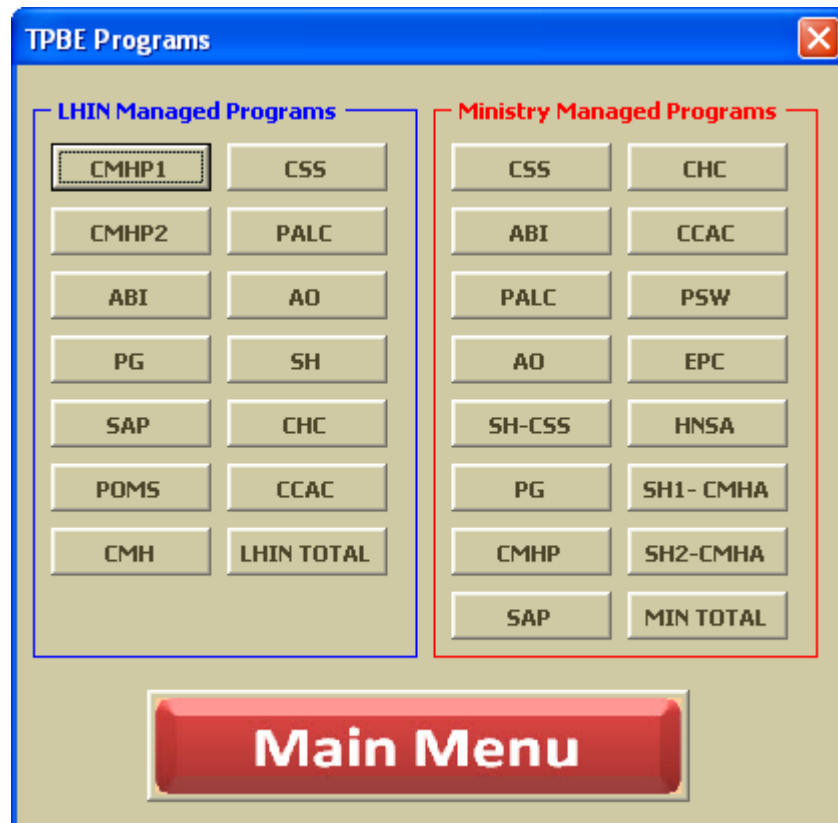 TPBE Programs
LHIN Managed Programs
CMHP1 CSS
CMHP2 PALC
ABI AO
PG SH
SAP CHC
POMS CCAC
CMH LHIN TOTAL
Ministry Managed Programs
CSS CHC
ABI CCAC
PALC PSW
AO EPC
SH-CSS HNSA
PG SH1- CMHA
CMHP SH2-CMHA
SAP MIN TOTAL
Main Menu